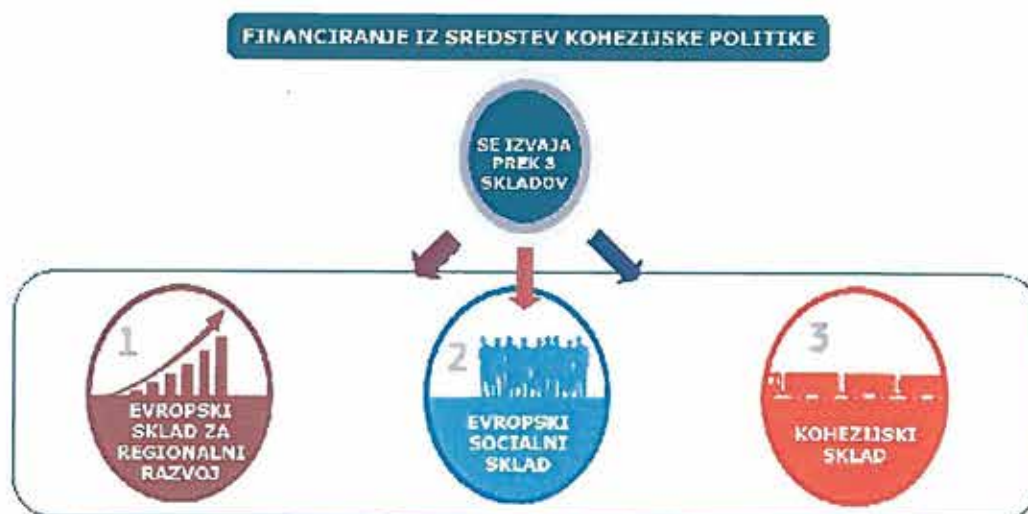 FINANCIRANJE IZ SREDSTEV KOHEZIJSKE POLITIKE
SE IZVAJA
PREK 3
SKLADOV
1
EVROPSKI
SKLAD ZA
REGIONALNI
RAZVOJ
2
EVROPSKI
SOCIALNI
SKLAD
3
KOHEZIJSKI
SKLAD